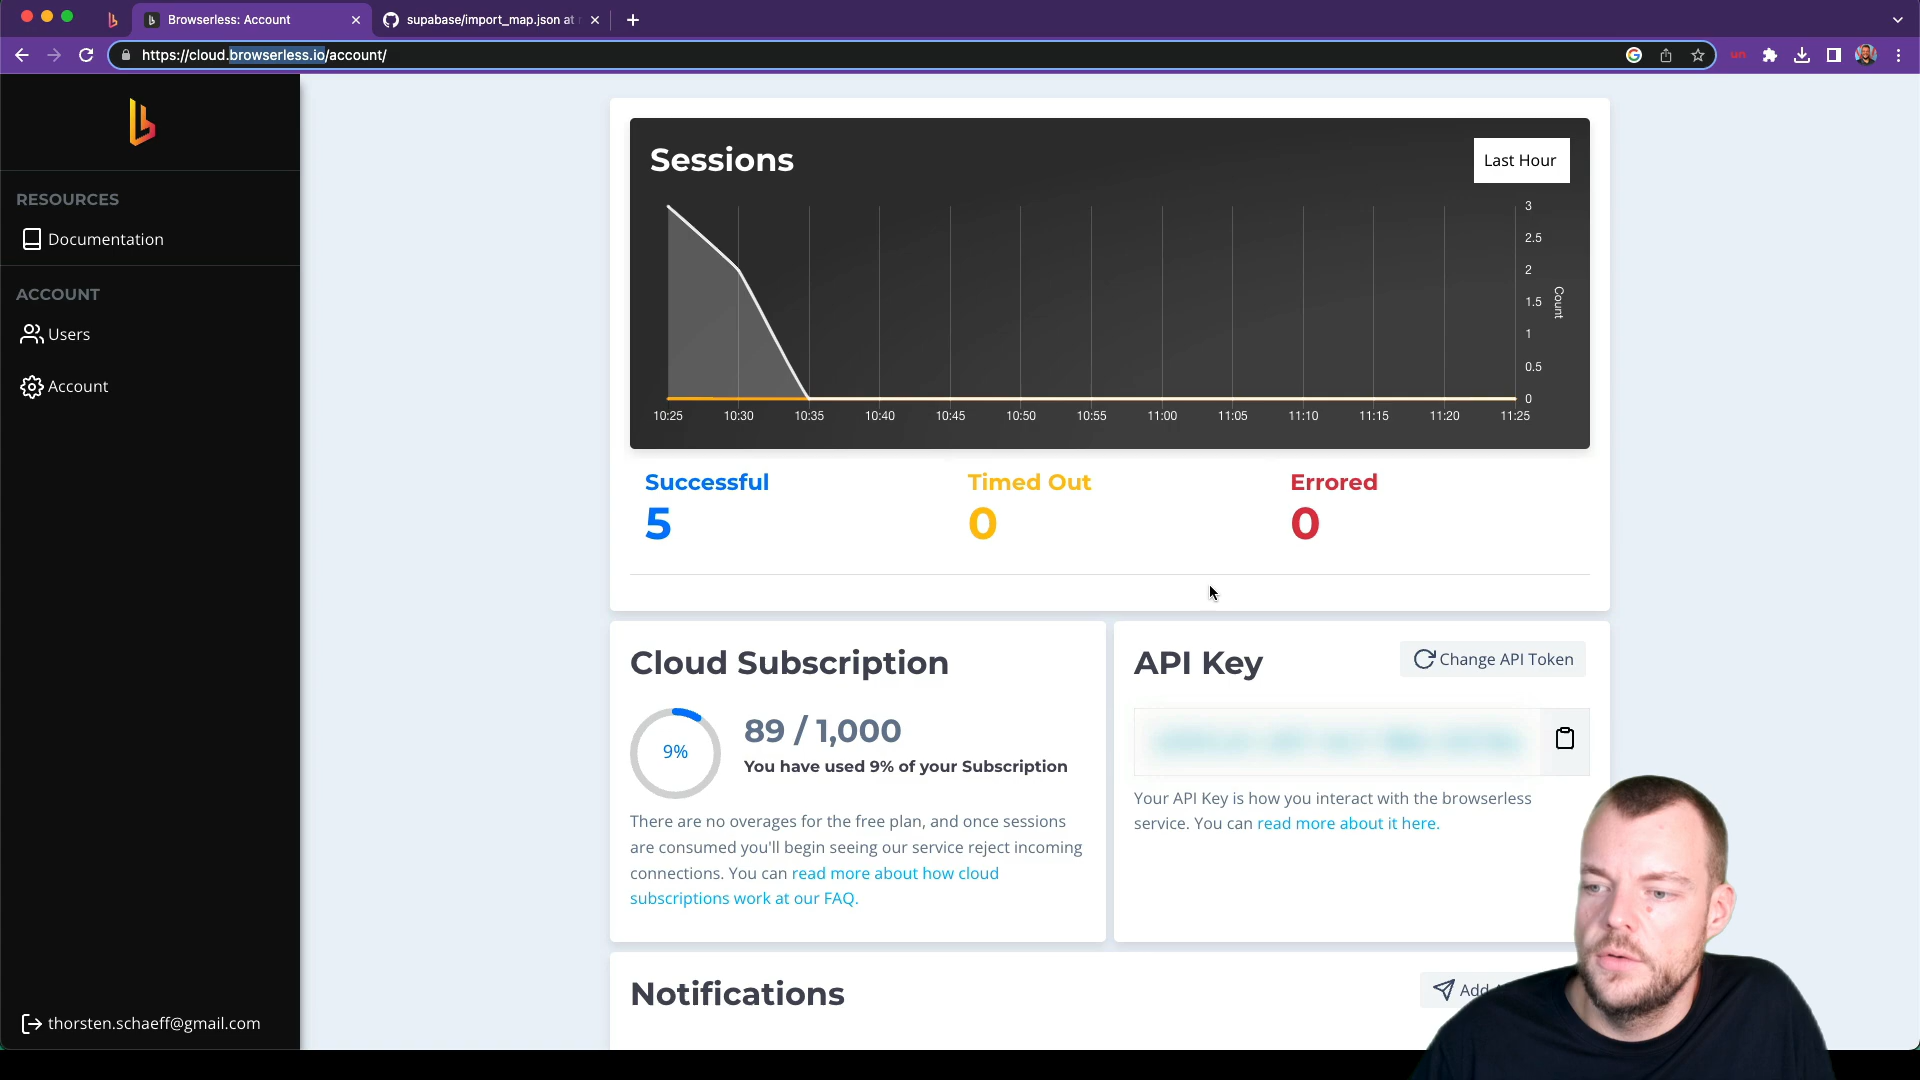 Browserless: Account
supabase/import_map.json at
https://cloud.browserless.io/account/
RESOURCES
Documentation
ACCOUNT
Users
Account
thorsten.schaeff@gmail.com
Sessions
Last Hour
3
2.5
2
1.5
1
0.5
0
Count
10:25 10:30 10:35 10:40 10:45 10:50 10:55 11:00 11:05 11:10 11:15 11:20 11:25
Successful
5
Timed Out
0
Errored
0
Cloud Subscription
9%
89 / 1,000
You have used 9% of your Subscription
There are no overages for the free plan, and once sessions
are consumed you'll begin seeing our service reject incoming
connections. You can read more about how cloud
subscriptions work at our FAQ.
API Key
Change API Token
Your API Key is how you interact with the browserless
service. You can read more about it here.
Notifications
Add